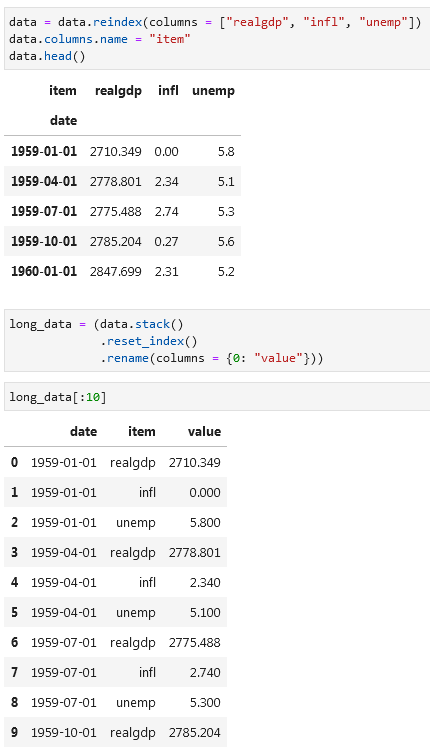 data = data.reindex(columns = ["realgdp", "infl", "unemp"])
data.columns.name = "item"
data.head()
item realgdp infl unemp
date
1959-01-01 2710.349 0.00 5.8
1959-04-01 2778.801 2.34 5.1
1959-07-01 2775.488 2.74 5.3
1959-10-01 2785.204 0.27 5.6
1960-01-01 2847.699 2.31 5.2
long_data = (data.stack()
.reset_index()
.rename(columns = {0: "value"}))
long_data[:10]
date item value
0 1959-01-01 realgdp 2710.349
1 1959-01-01 infl 0.000
2 1959-01-01 unemp 5.800
3 1959-04-01 realgdp 2778.801
4 1959-04-01 infl 2.340
5 1959-04-01 unemp 5.100
6 1959-07-01 realgdp 2775.488
7 1959-07-01 infl 2.740
8 1959-07-01 unemp 5.300
9 1959-10-01 realgdp 2785.204